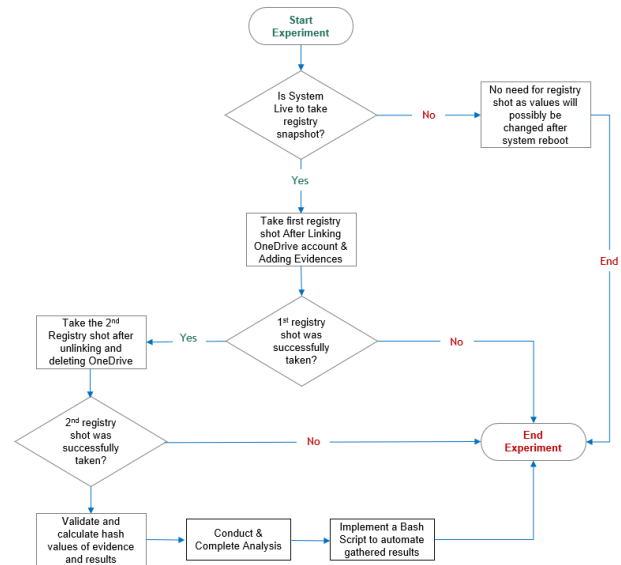 Start
Experiment
Is System
Live to take
registry
snapshot?
No
No need for registry
shot as values will
possibly be
changed after
system reboot
Yes
End
Take first registry
shot After Linking
OneDrive account &
Adding Evidences
1st registry
shot was
successfully
taken?
Yes
No
Take the 2nd
Registry shot after
unlinking and
deleting OneDrive
2nd registry
shot was
successfully
taken?
No
End
Experiment
Validate and
calculate hash
values of evidence
and results
Conduct &
Complete Analysis
Implement a Bash
Script to automate
gathered results